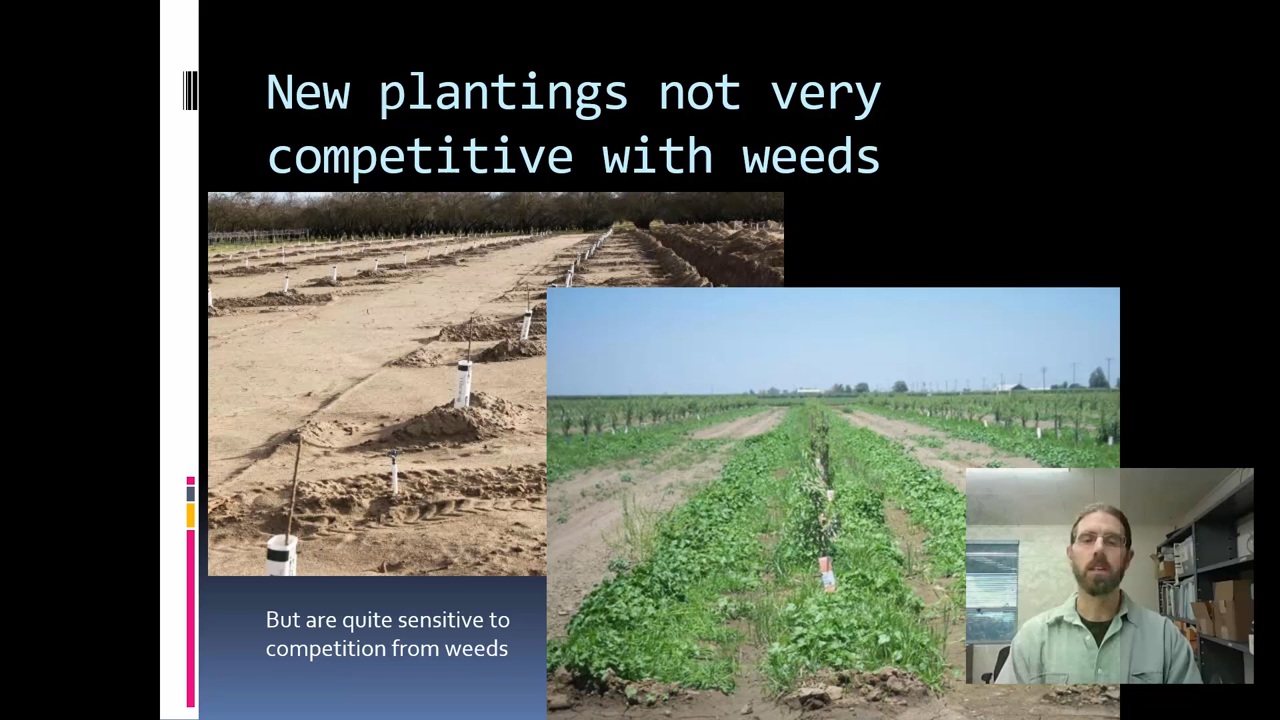 New plantings not very
competitive with weeds
But are quite sensitive to
competition from weeds